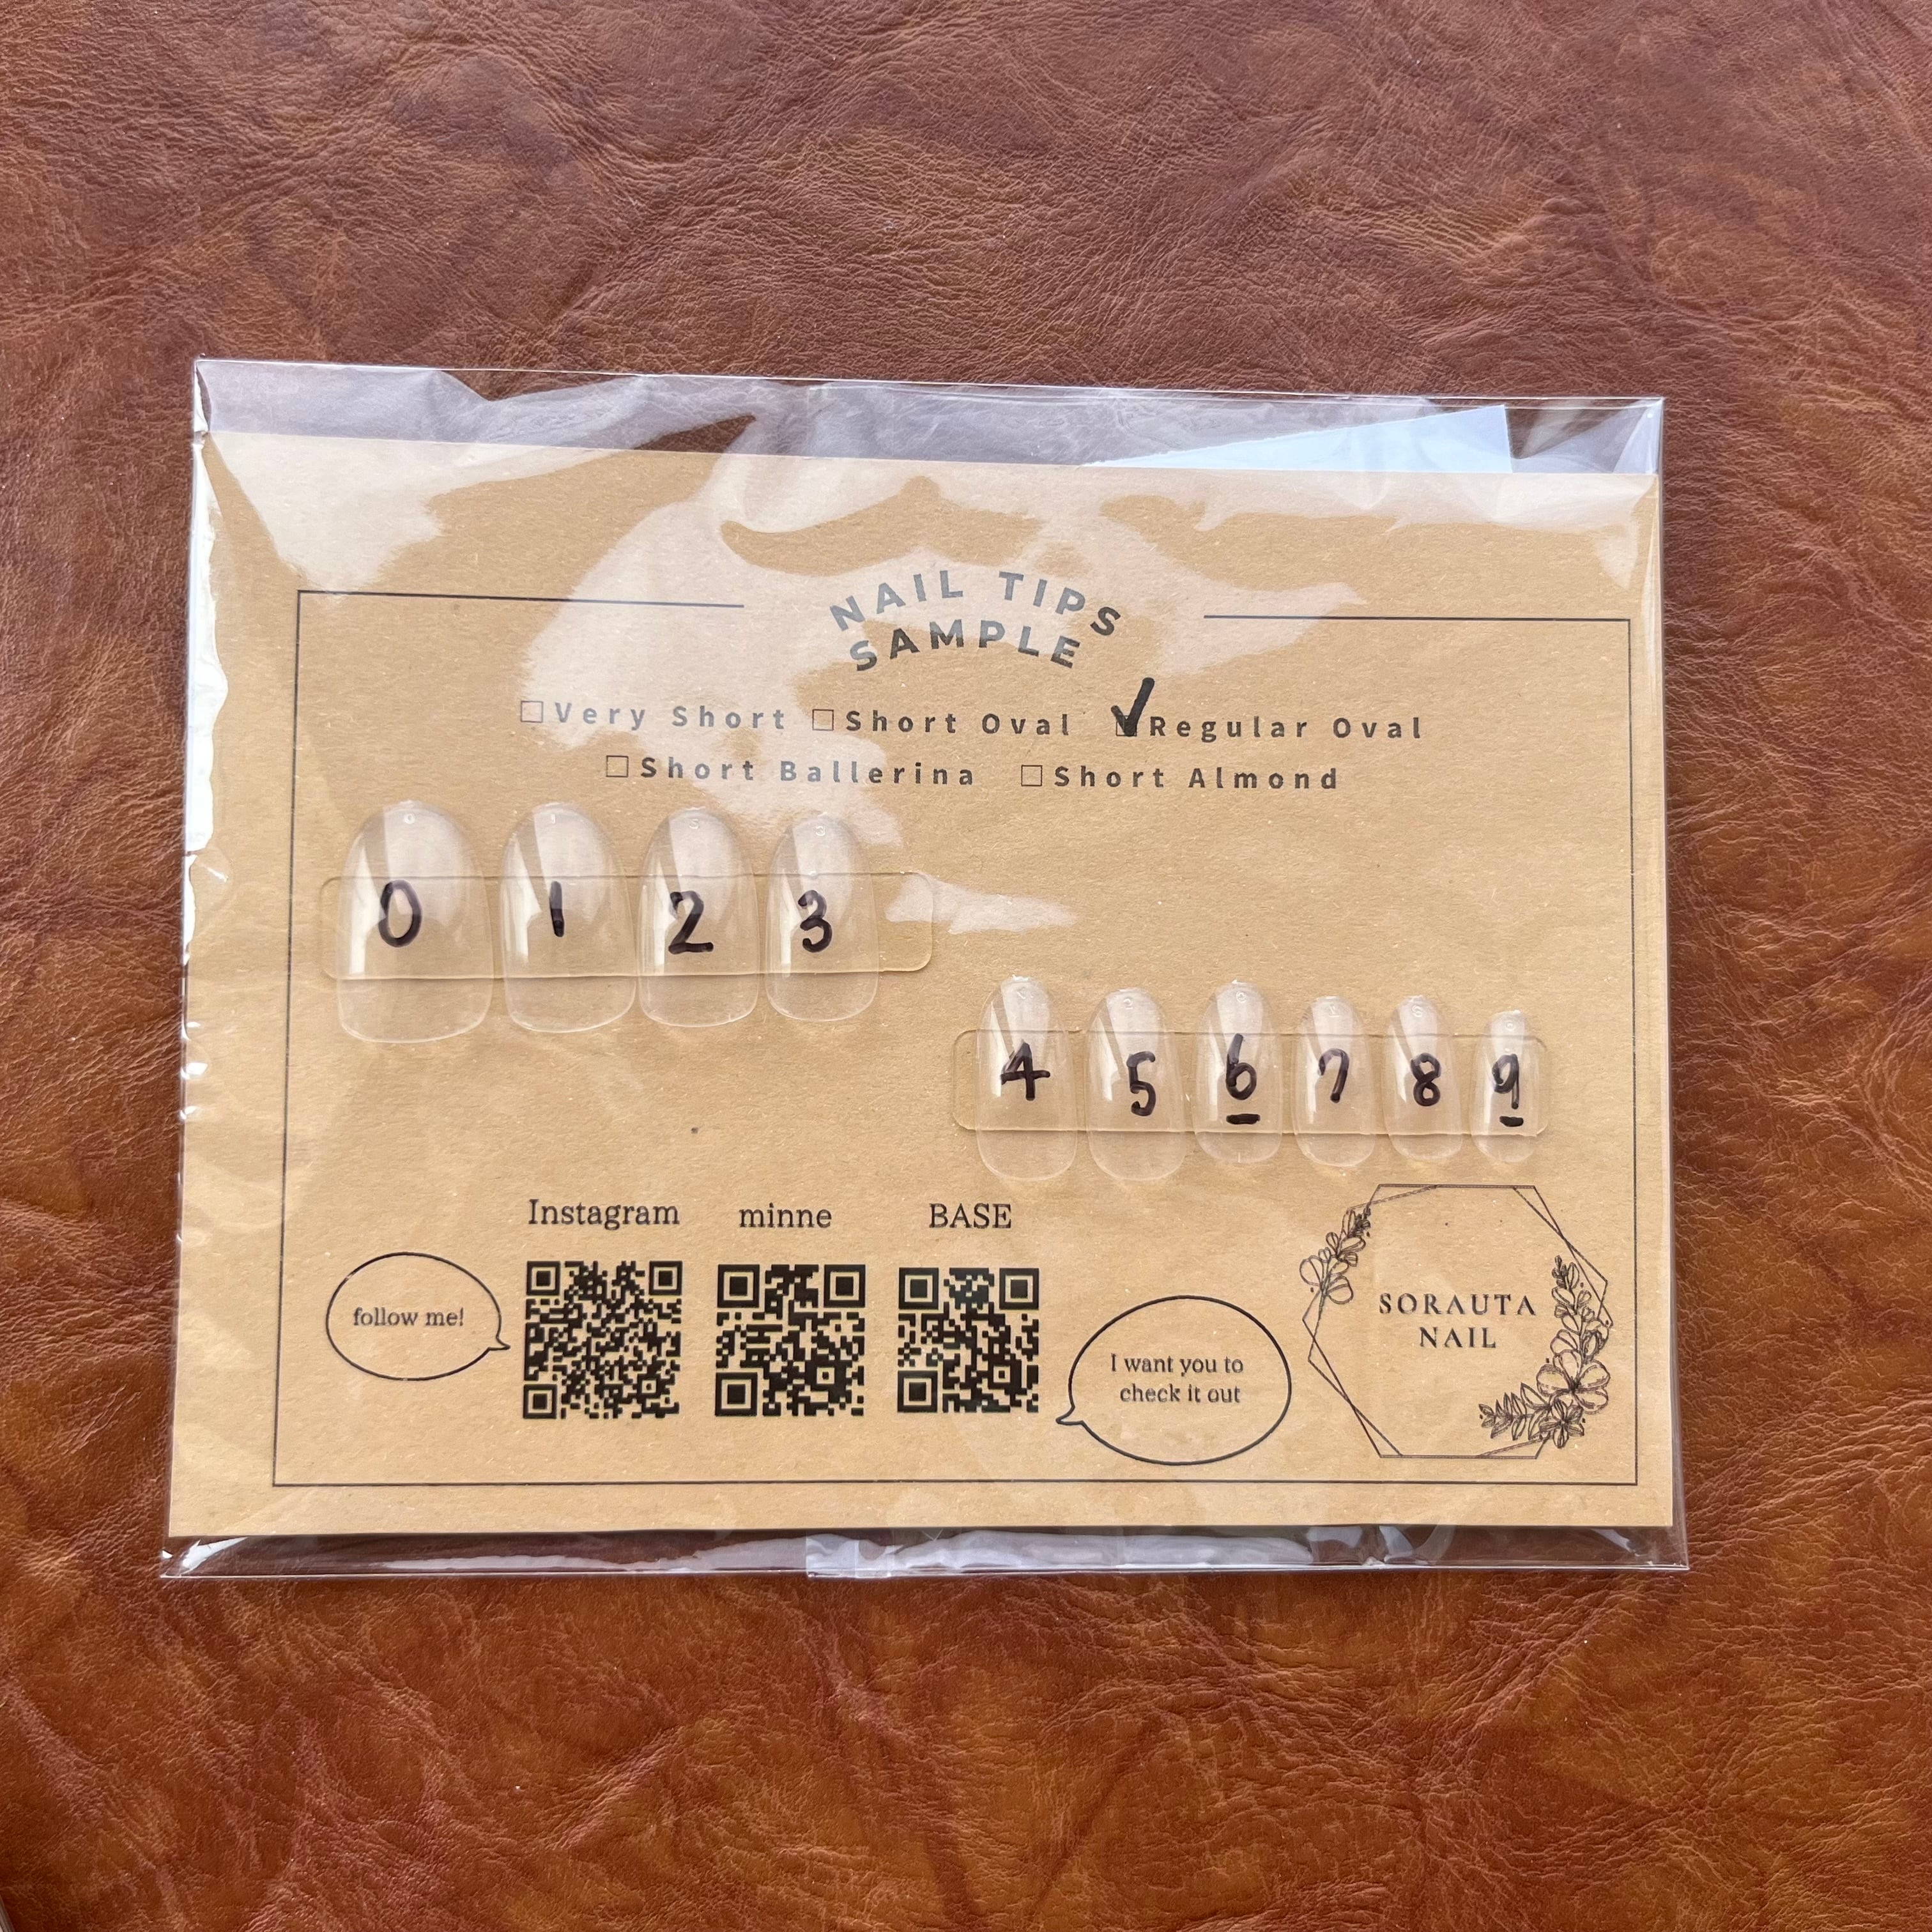 NAIL TIPS
SAMPLE
□Very Short □Short Oval ☑Regular Oval
□Short Ballerina □Short Almond
0 1 2 3
4 5 6 7 8 9
Instagram minne BASE
follow me!
I want you to
check it out
SORAUTA
NAIL